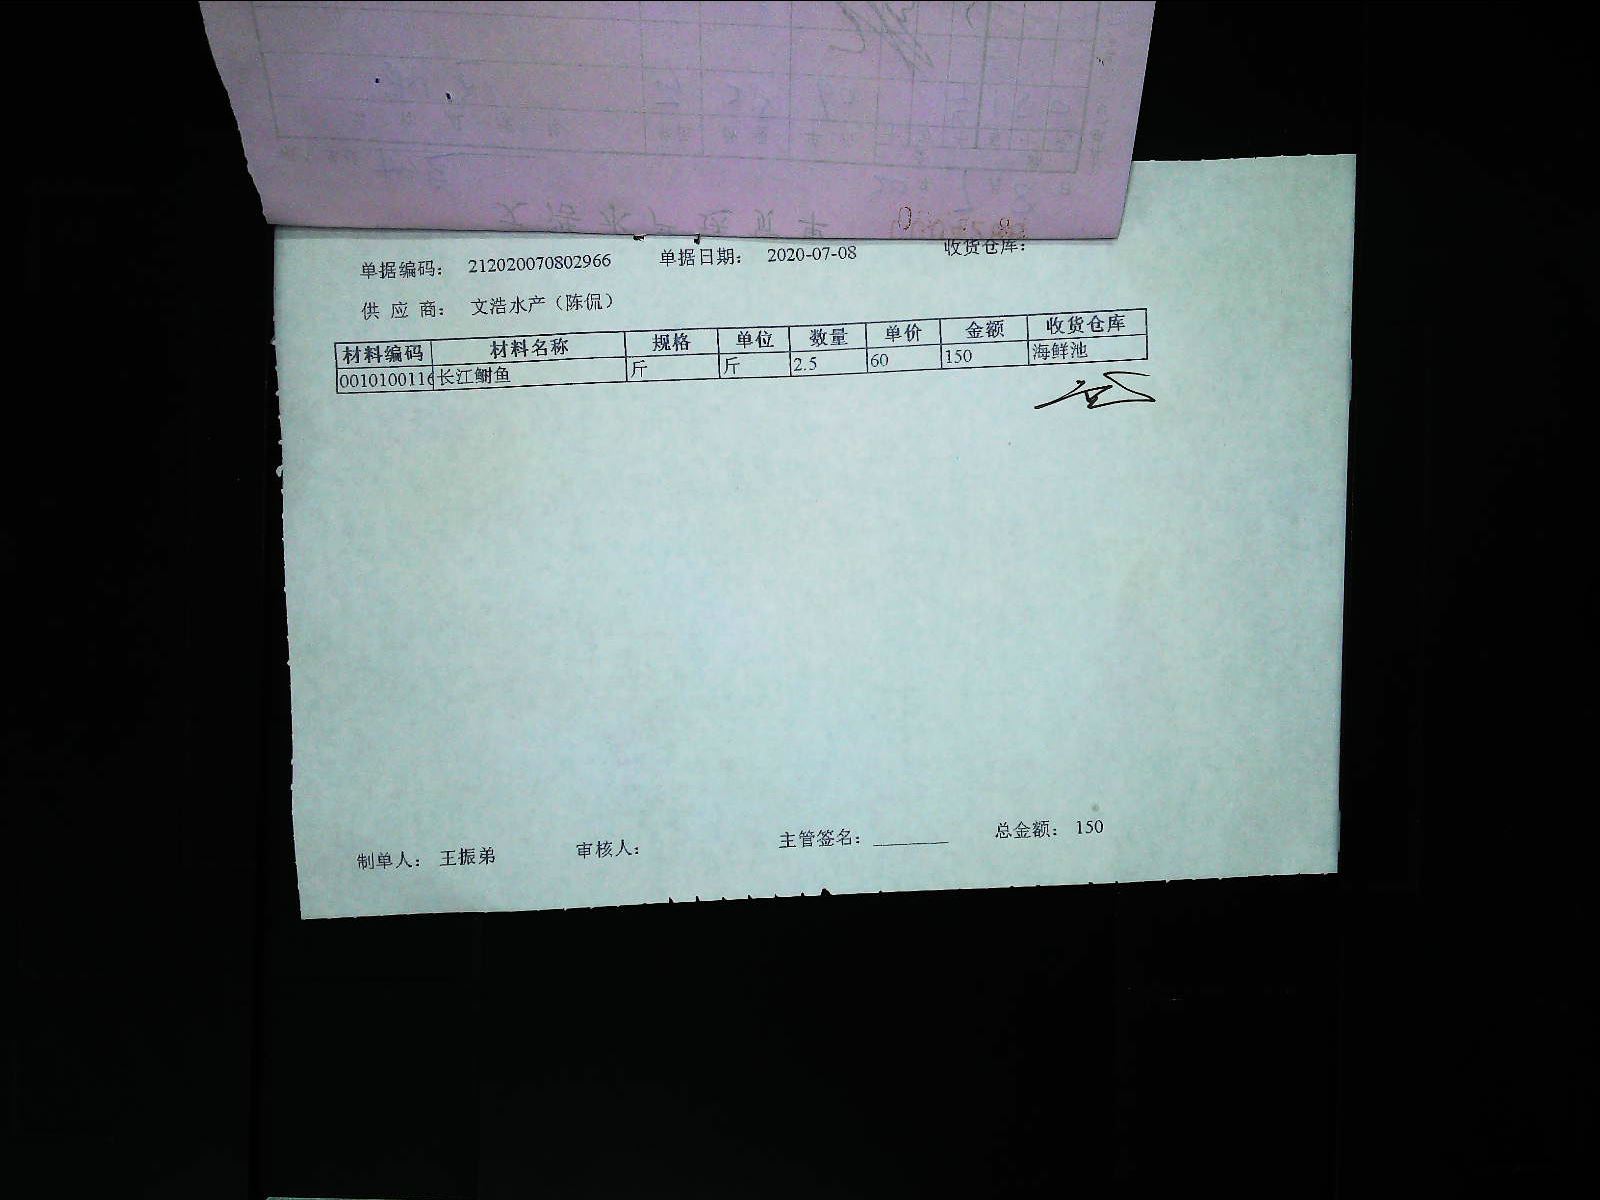 单据编码： 212020070802966 单据日期： 2020-07-08 收货仓库：
供 应 商： 文浩水产（陈侃）
材料编码 材料名称 规格 单位 数量 单价 金额 收货仓库
0010100116 长江鮰鱼 斤 斤 2.5 60 150 海鲜池
制单人： 王振弟 审核人： 主管签名：________ 总金额： 150